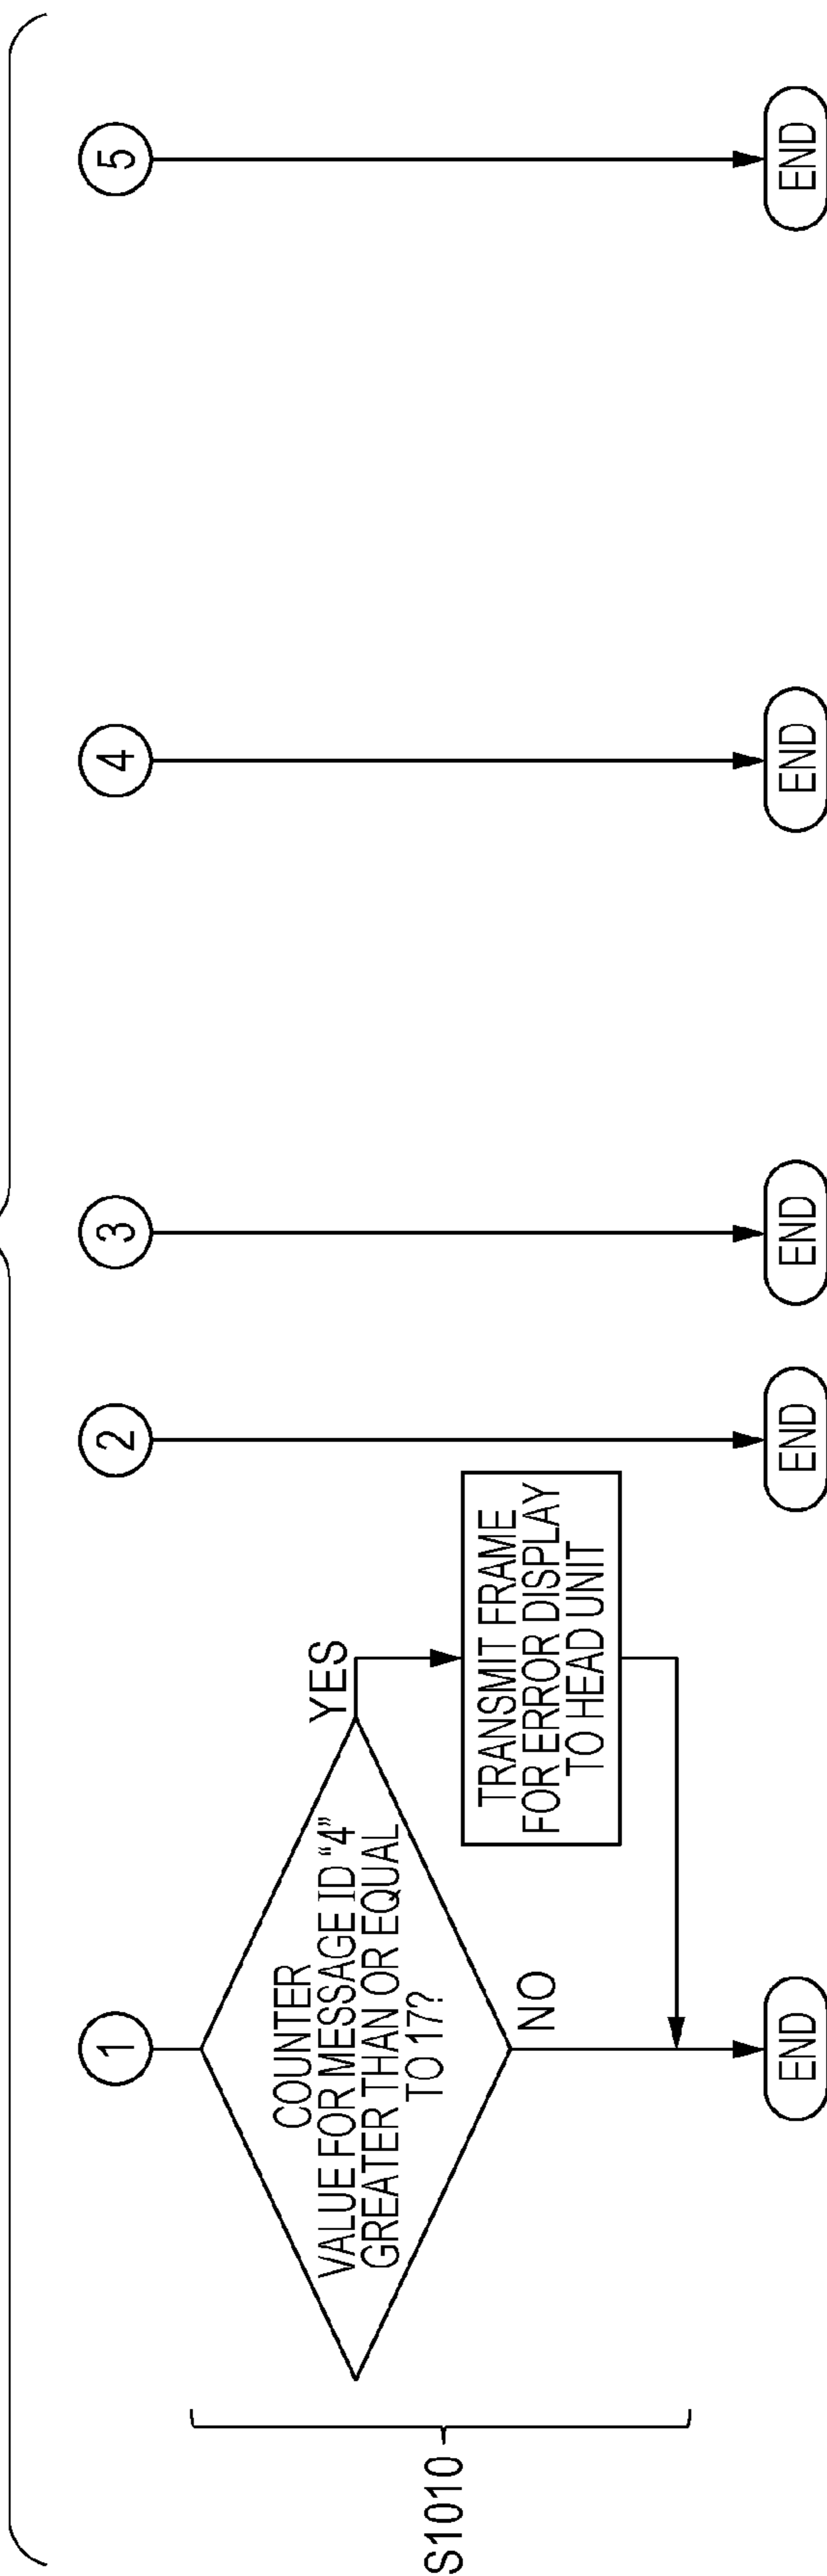 1
2
3
4
5
COUNTER
VALUE FOR MESSAGE ID “4”
GREATER THAN OR EQUAL
TO 17?
YES
NO
TRANSMIT FRAME
FOR ERROR DISPLAY
TO HEAD UNIT
S1010
END
END
END
END
END